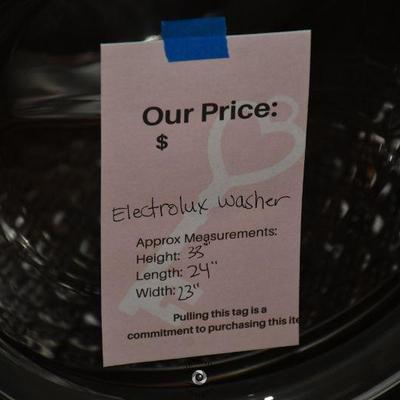 Our Price:
$
Electrolux washer
Approx Measurements:
Height: 33"
Length: 24"
Width: 23"
Pulling this tag is a
commitment to purchasing this ite